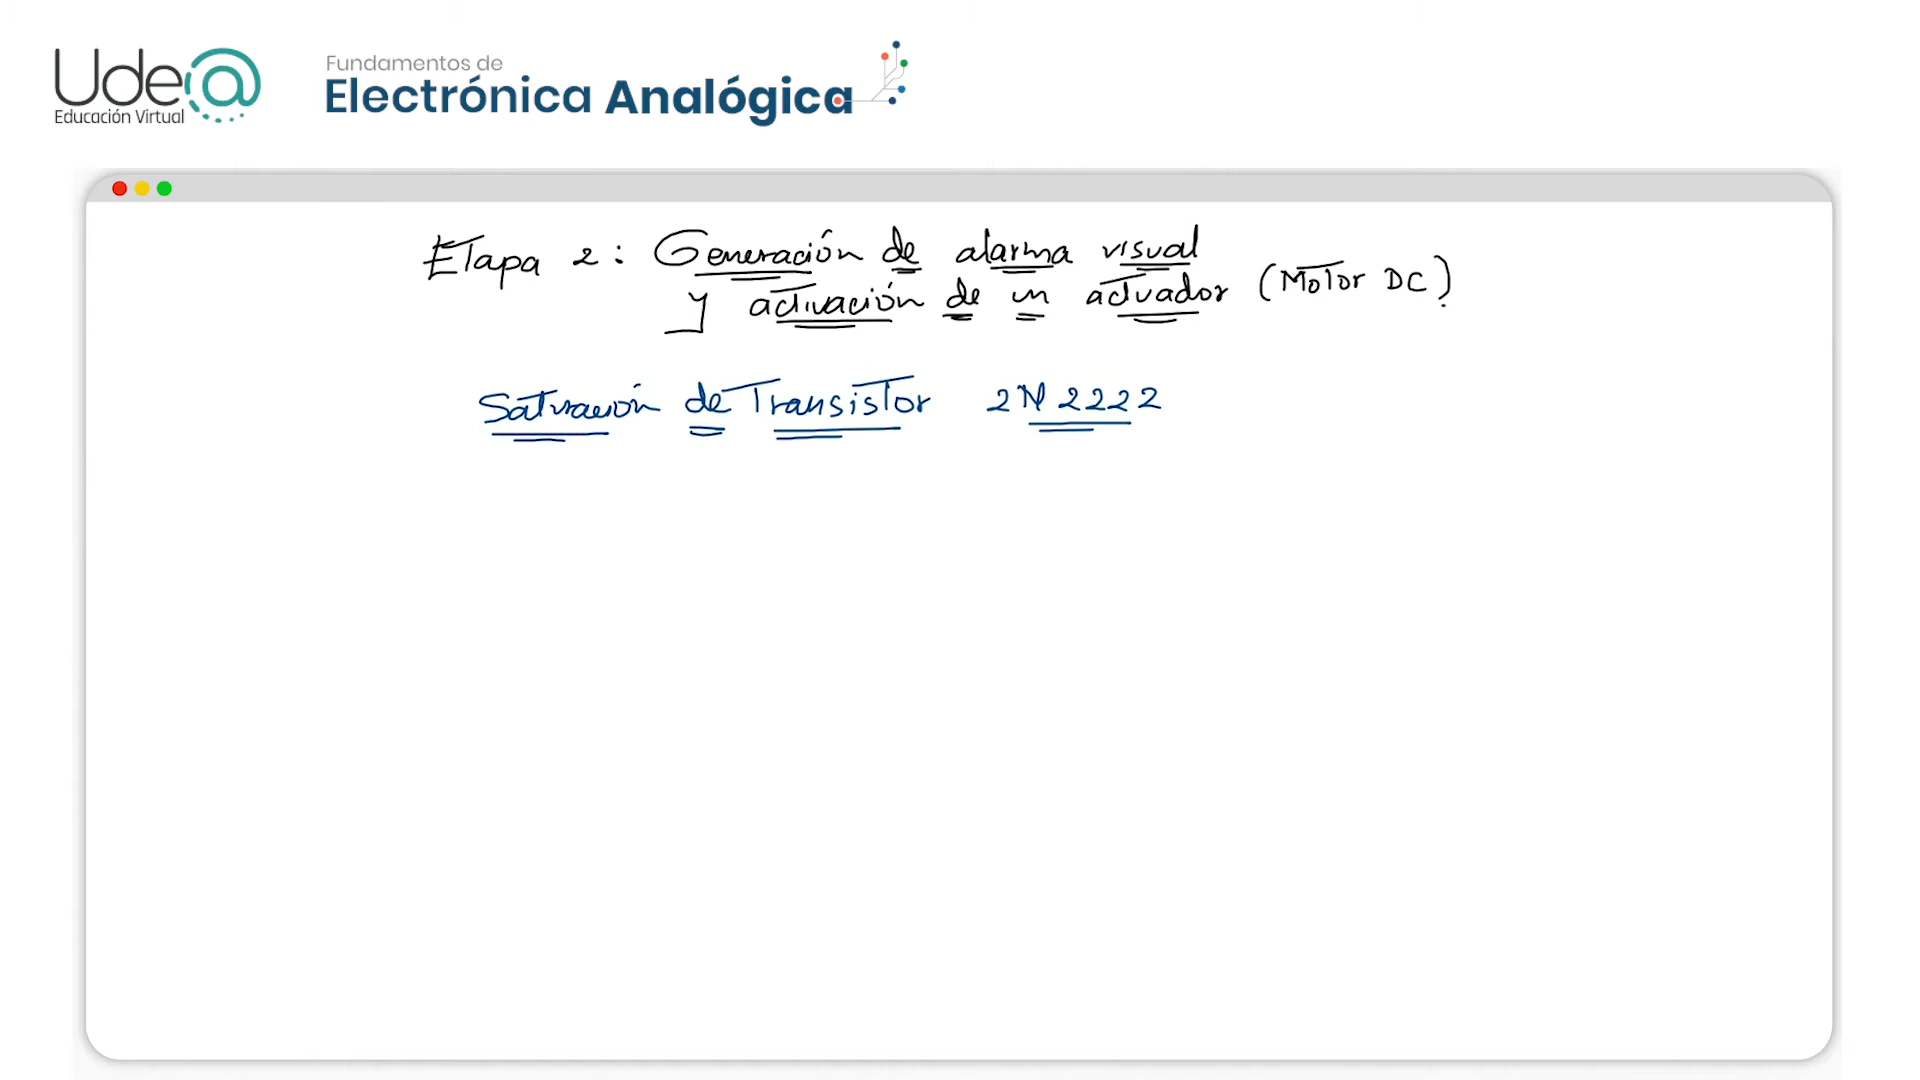 Ude@
Educación Virtual
Fundamentos de
Electrónica Analógica
Etapa 2: Generación de alarma visual
y activación de un actuador (Motor DC)
Saturación de Transistor 2N2222